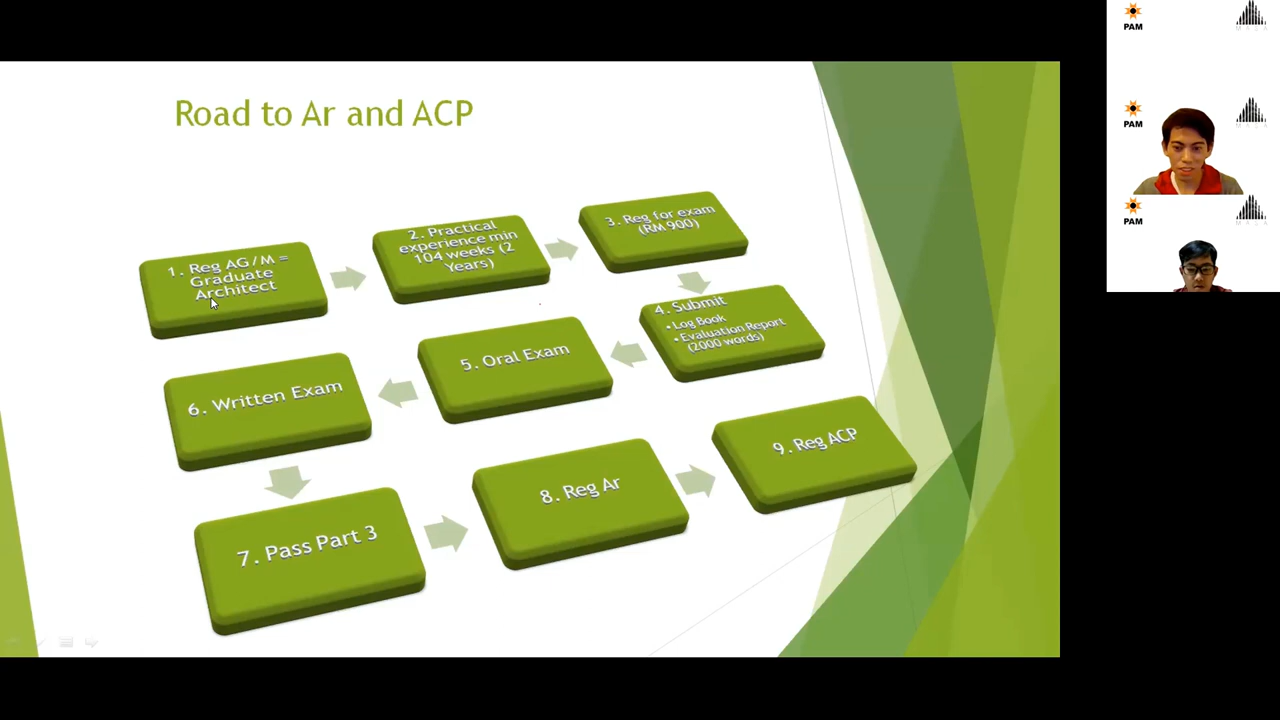 Road to Ar and ACP
1. Reg AG/M =
Graduate
Architect
2. Practical
experience min
104 weeks (2
Years)
3. Reg for exam
(RM 900)
4. Submit
• Log Book
• Evaluation Report
(2000 words)
5. Oral Exam
6. Written Exam
7. Pass Part 3
8. Reg Ar
9. Reg ACP
PAM
PAM
PAM